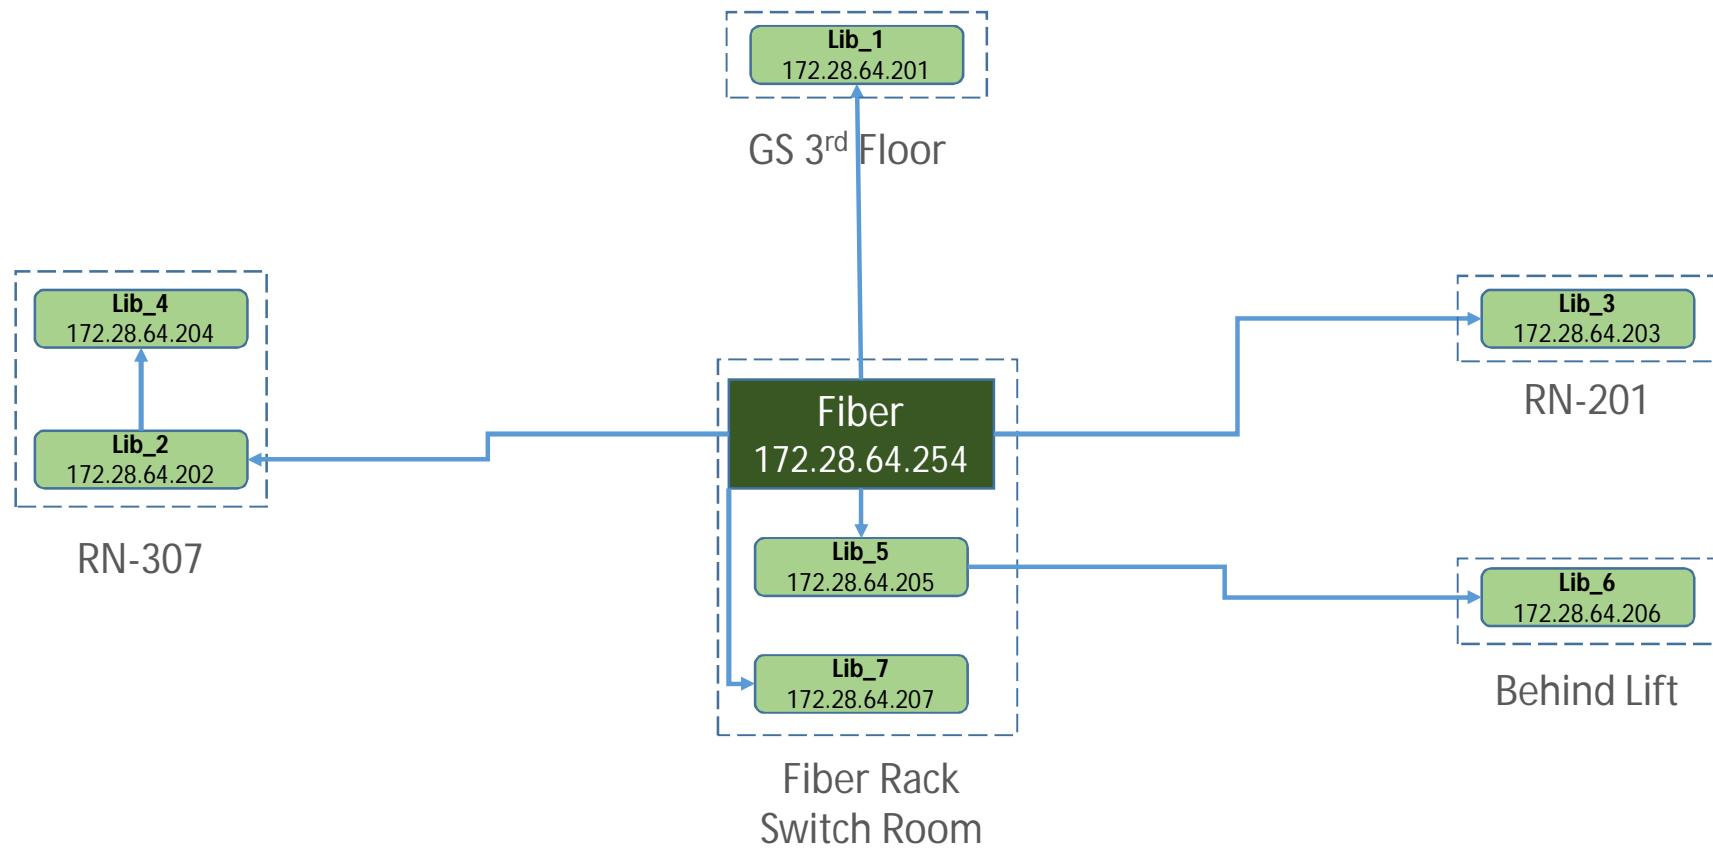 Lib_1
172.28.64.201
GS 3rd Floor
Lib_4
172.28.64.204
Lib_2
172.28.64.202
RN-307
Fiber
172.28.64.254
Lib_5
172.28.64.205
Lib_7
172.28.64.207
Fiber Rack
Switch Room
Lib_3
172.28.64.203
RN-201
Lib_6
172.28.64.206
Behind Lift